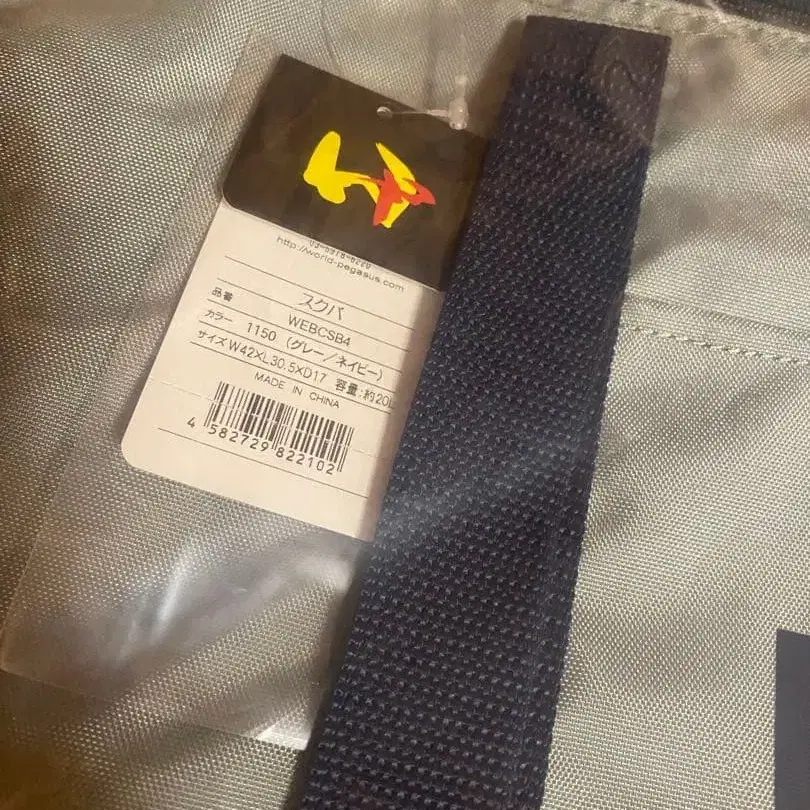 http://world-pegasus.com
スクバ
品番 WEBCSB4
カラー 1150 (グレー/ネイビー)
サイズ W42XL30.5XD17 容量:約20L
MADE IN CHINA
4 582729 822102